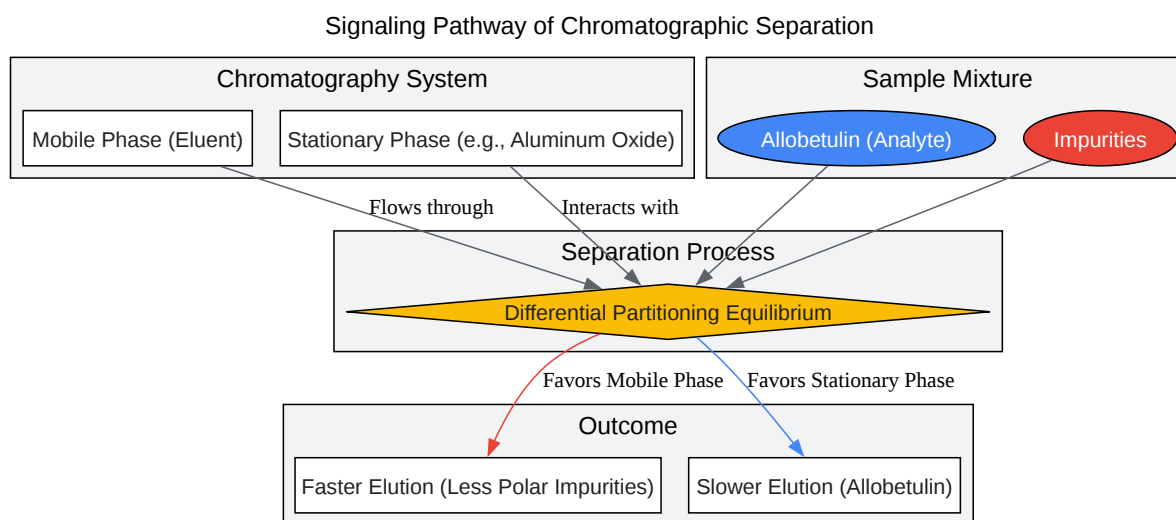 Signaling Pathway of Chromatographic Separation
Chromatography System
Sample Mixture
Mobile Phase (Eluent)
Stationary Phase (e.g., Aluminum Oxide)
Allobetulin (Analyte)
Impurities
Flows through
Interacts with
Separation Process
Differential Partitioning Equilibrium
Favors Mobile Phase
Favors Stationary Phase
Outcome
Faster Elution (Less Polar Impurities)
Slower Elution (Allobetulin)